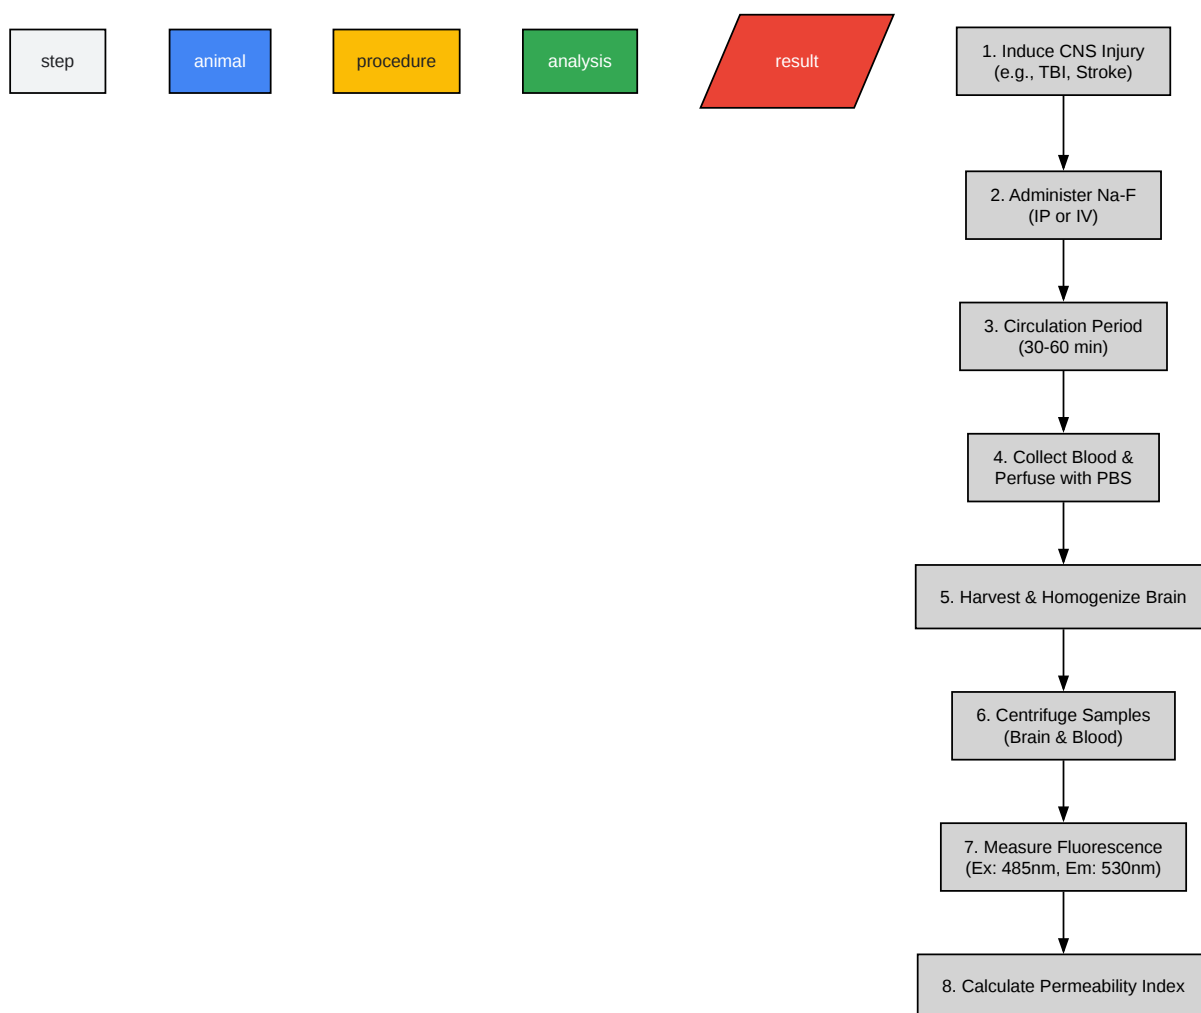 step
animal
procedure
analysis
result
1. Induce CNS Injury
(e.g., TBI, Stroke)
2. Administer Na-F
(IP or IV)
3. Circulation Period
(30-60 min)
4. Collect Blood &
Perfuse with PBS
5. Harvest & Homogenize Brain
6. Centrifuge Samples
(Brain & Blood)
7. Measure Fluorescence
(Ex: 485nm, Em: 530nm)
8. Calculate Permeability Index